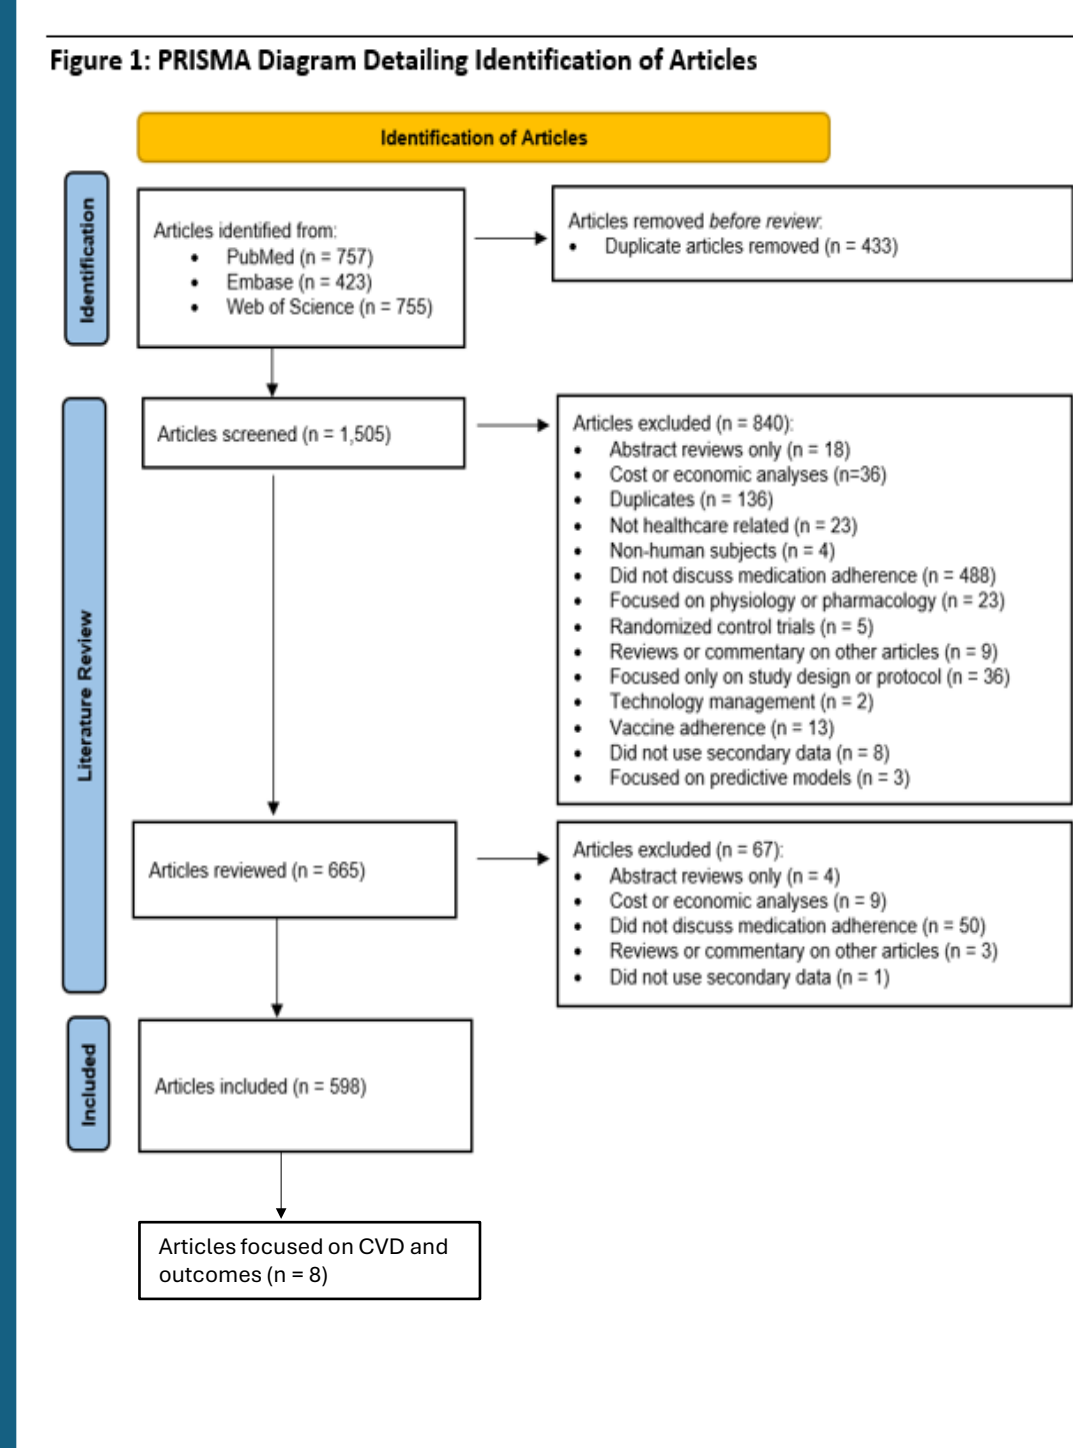 Figure 1: PRISMA Diagram Detailing Identification of Articles
Identification of Articles
Identification
Articles identified from:
• PubMed (n = 757)
• Embase (n = 423)
• Web of Science (n = 755)
Articles removed before review:
• Duplicate articles removed (n = 433)
Literature Review
Articles screened (n = 1,505)
Articles excluded (n = 840):
• Abstract reviews only (n = 18)
• Cost or economic analyses (n=36)
• Duplicates (n = 136)
• Not healthcare related (n = 23)
• Non-human subjects (n = 4)
• Did not discuss medication adherence (n = 488)
• Focused on physiology or pharmacology (n = 23)
• Randomized control trials (n = 5)
• Reviews or commentary on other articles (n = 9)
• Focused only on study design or protocol (n = 36)
• Technology management (n = 2)
• Vaccine adherence (n = 13)
• Did not use secondary data (n = 8)
• Focused on predictive models (n = 3)
Articles reviewed (n = 665)
Articles excluded (n = 67):
• Abstract reviews only (n = 4)
• Cost or economic analyses (n = 9)
• Did not discuss medication adherence (n = 50)
• Reviews or commentary on other articles (n = 3)
• Did not use secondary data (n = 1)
Included
Articles included (n = 598)
Articles focused on CVD and
outcomes (n = 8)